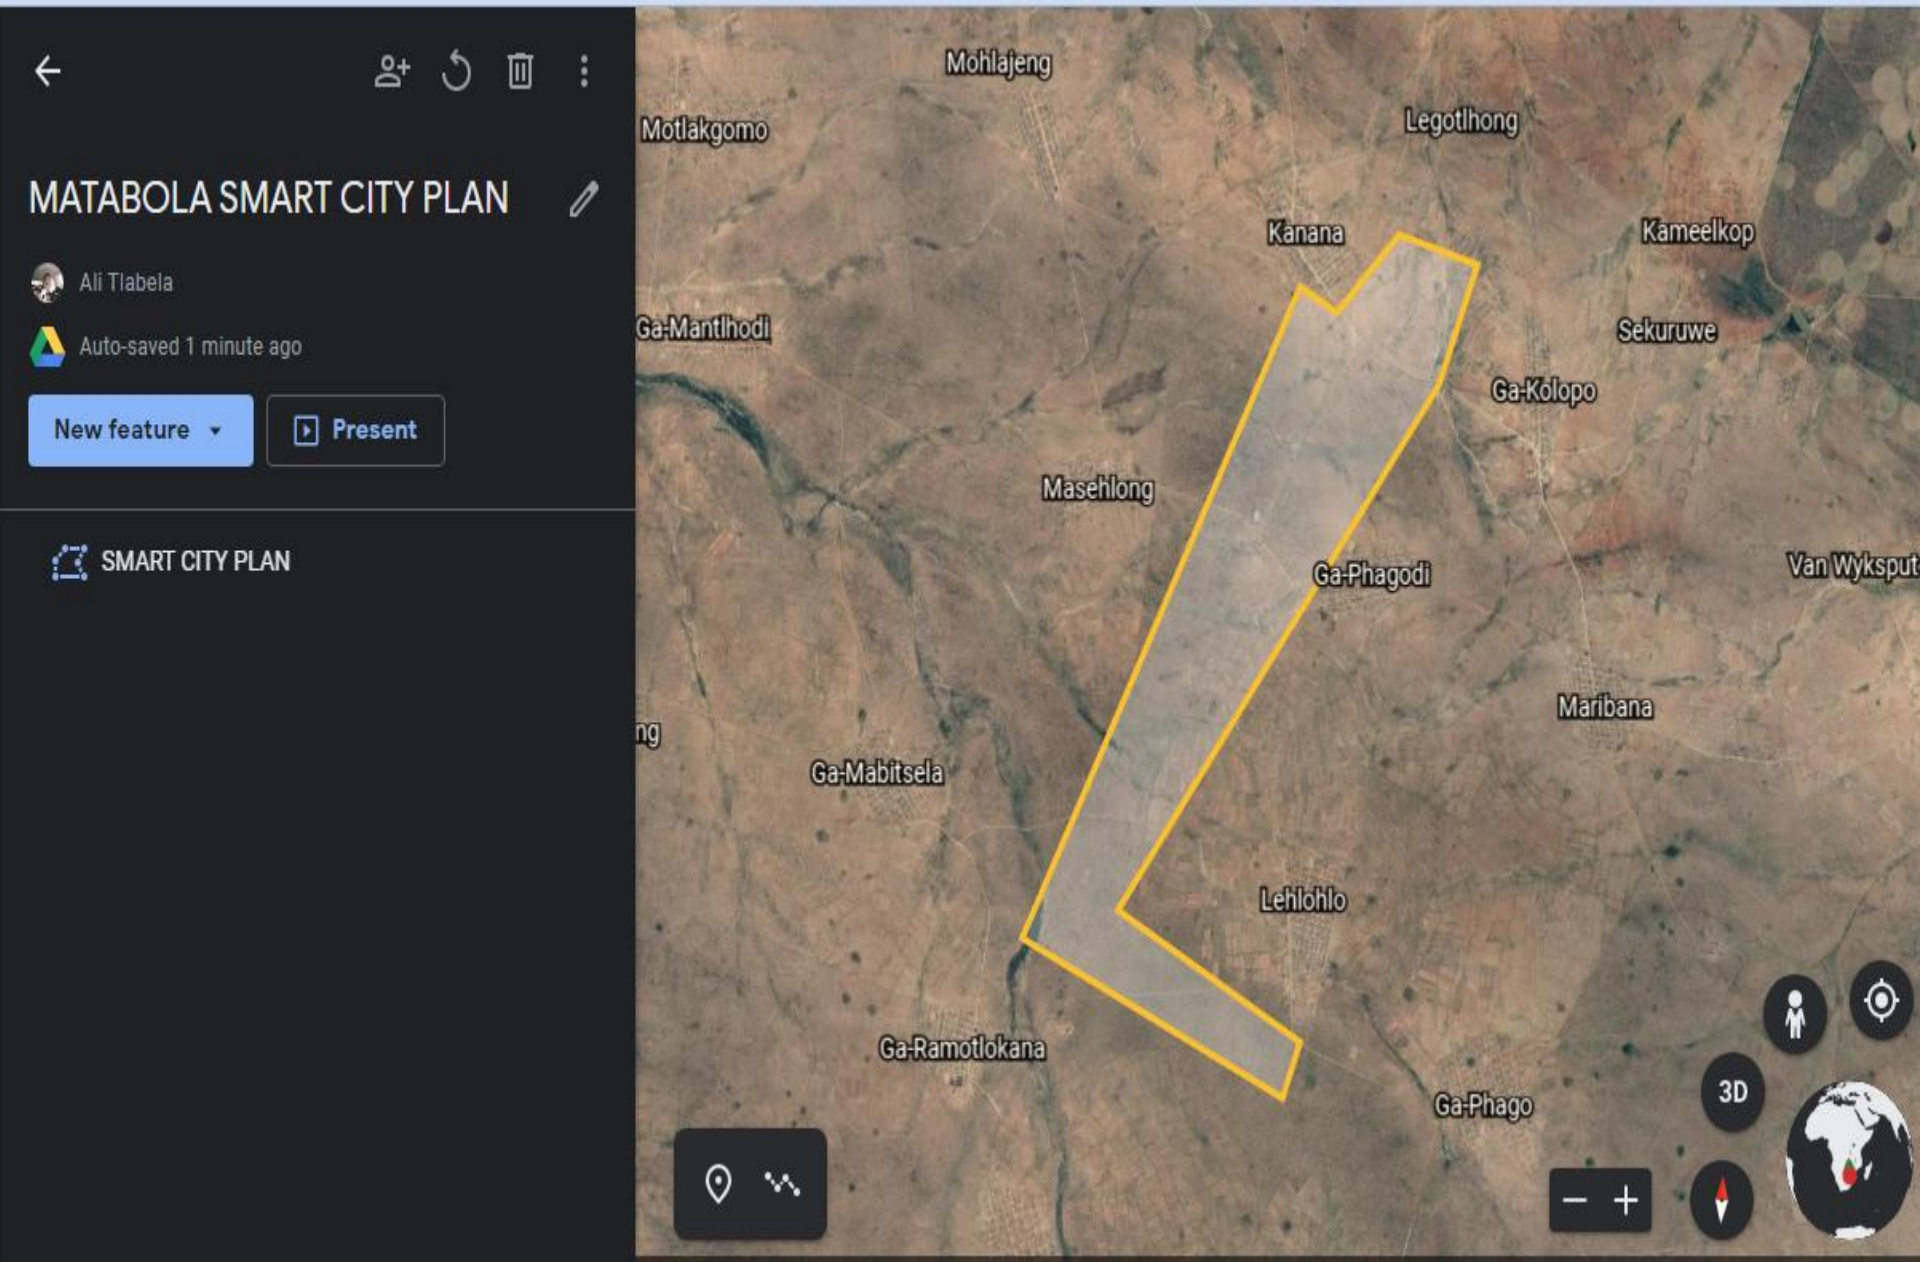 MATABOLA SMART CITY PLAN
Ali Tlabela
Auto-saved 1 minute ago
New feature
Present
SMART CITY PLAN
Mohlajeng
Motlakgomo
Legotlhong
Kanana
Kameelkop
Ga-Mantlhodi
Sekuruwe
Ga-Kolopo
Masehlong
Van Wyksput
Ga-Phagodi
Maribana
ng
Ga-Mabitsela
Lehlohlo
Ga-Ramotlokana
3D
Ga-Phago